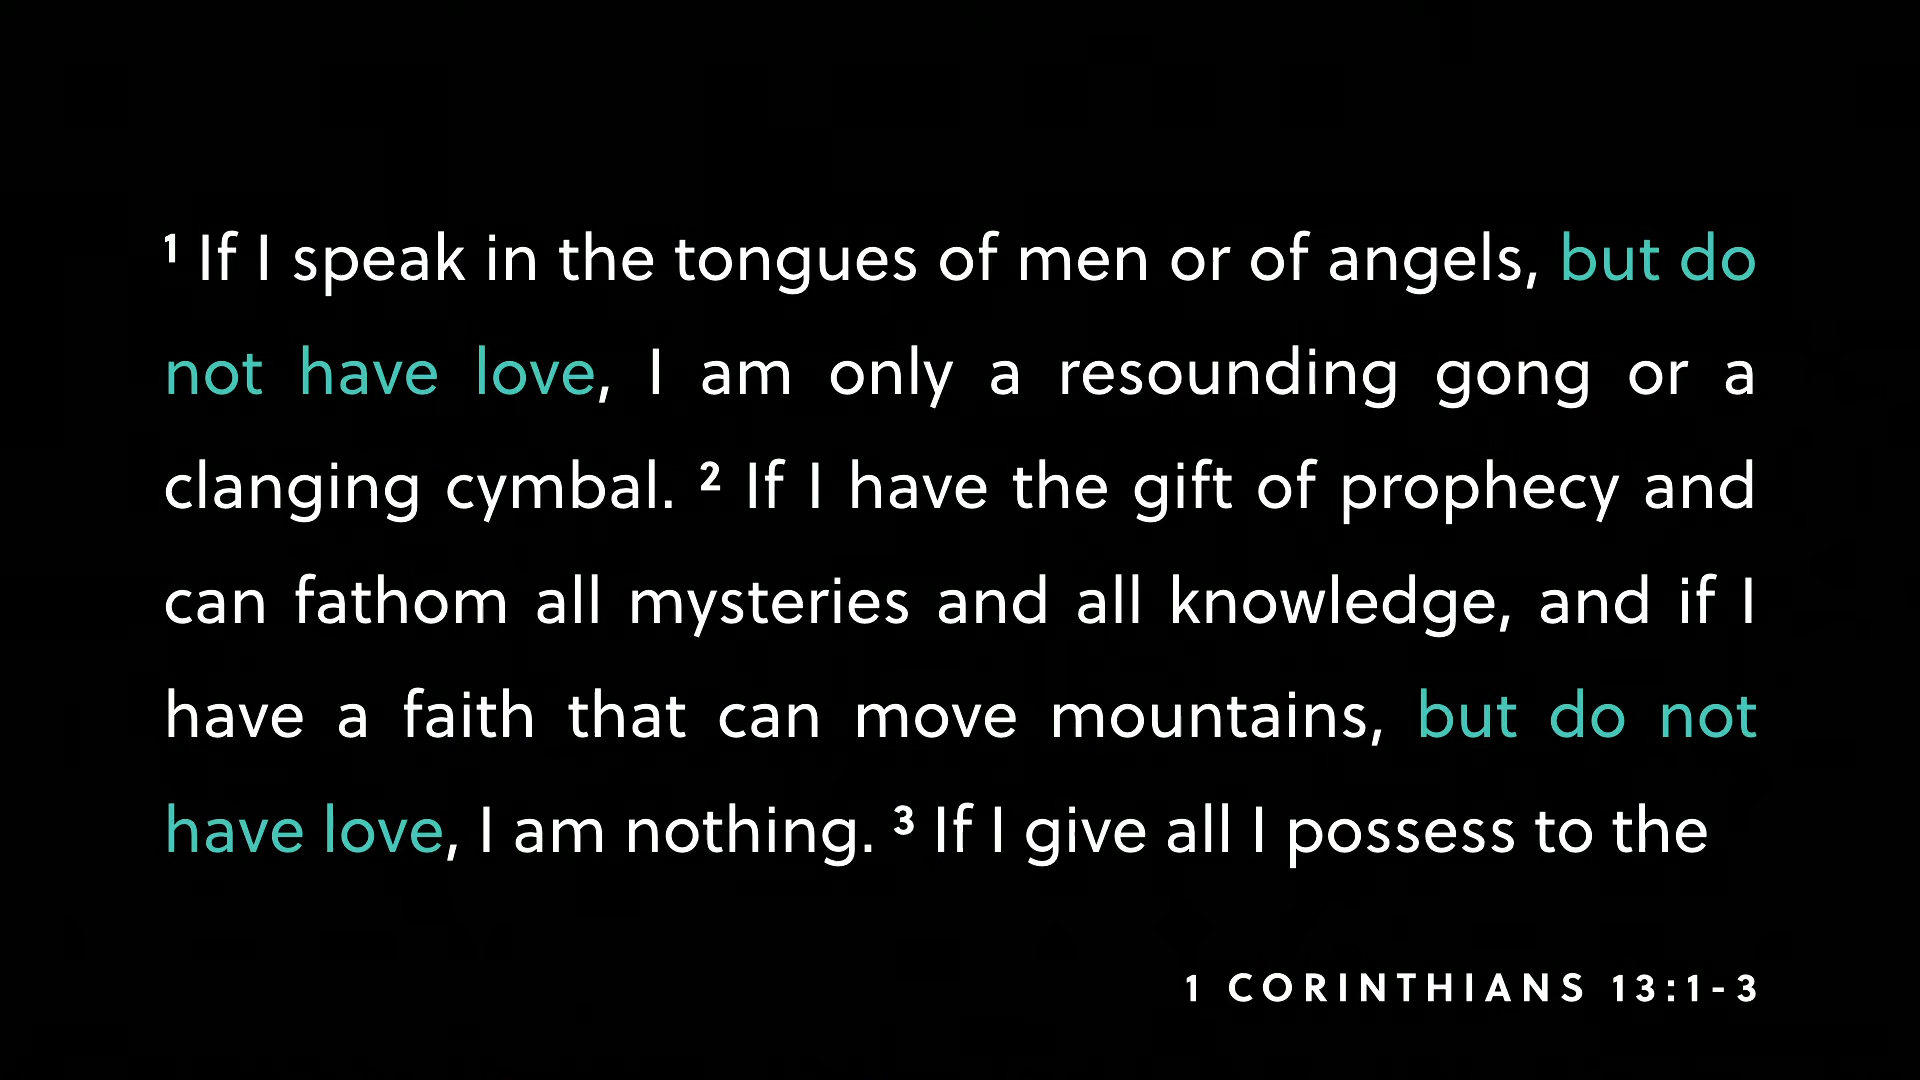 ¹ If I speak in the tongues of men or of angels, but do
not have love, I am only a resounding gong or a
clanging cymbal. ² If I have the gift of prophecy and
can fathom all mysteries and all knowledge, and if I
have a faith that can move mountains, but do not
have love, I am nothing. ³ If I give all I possess to the
1 CORINTHIANS 13:1-3